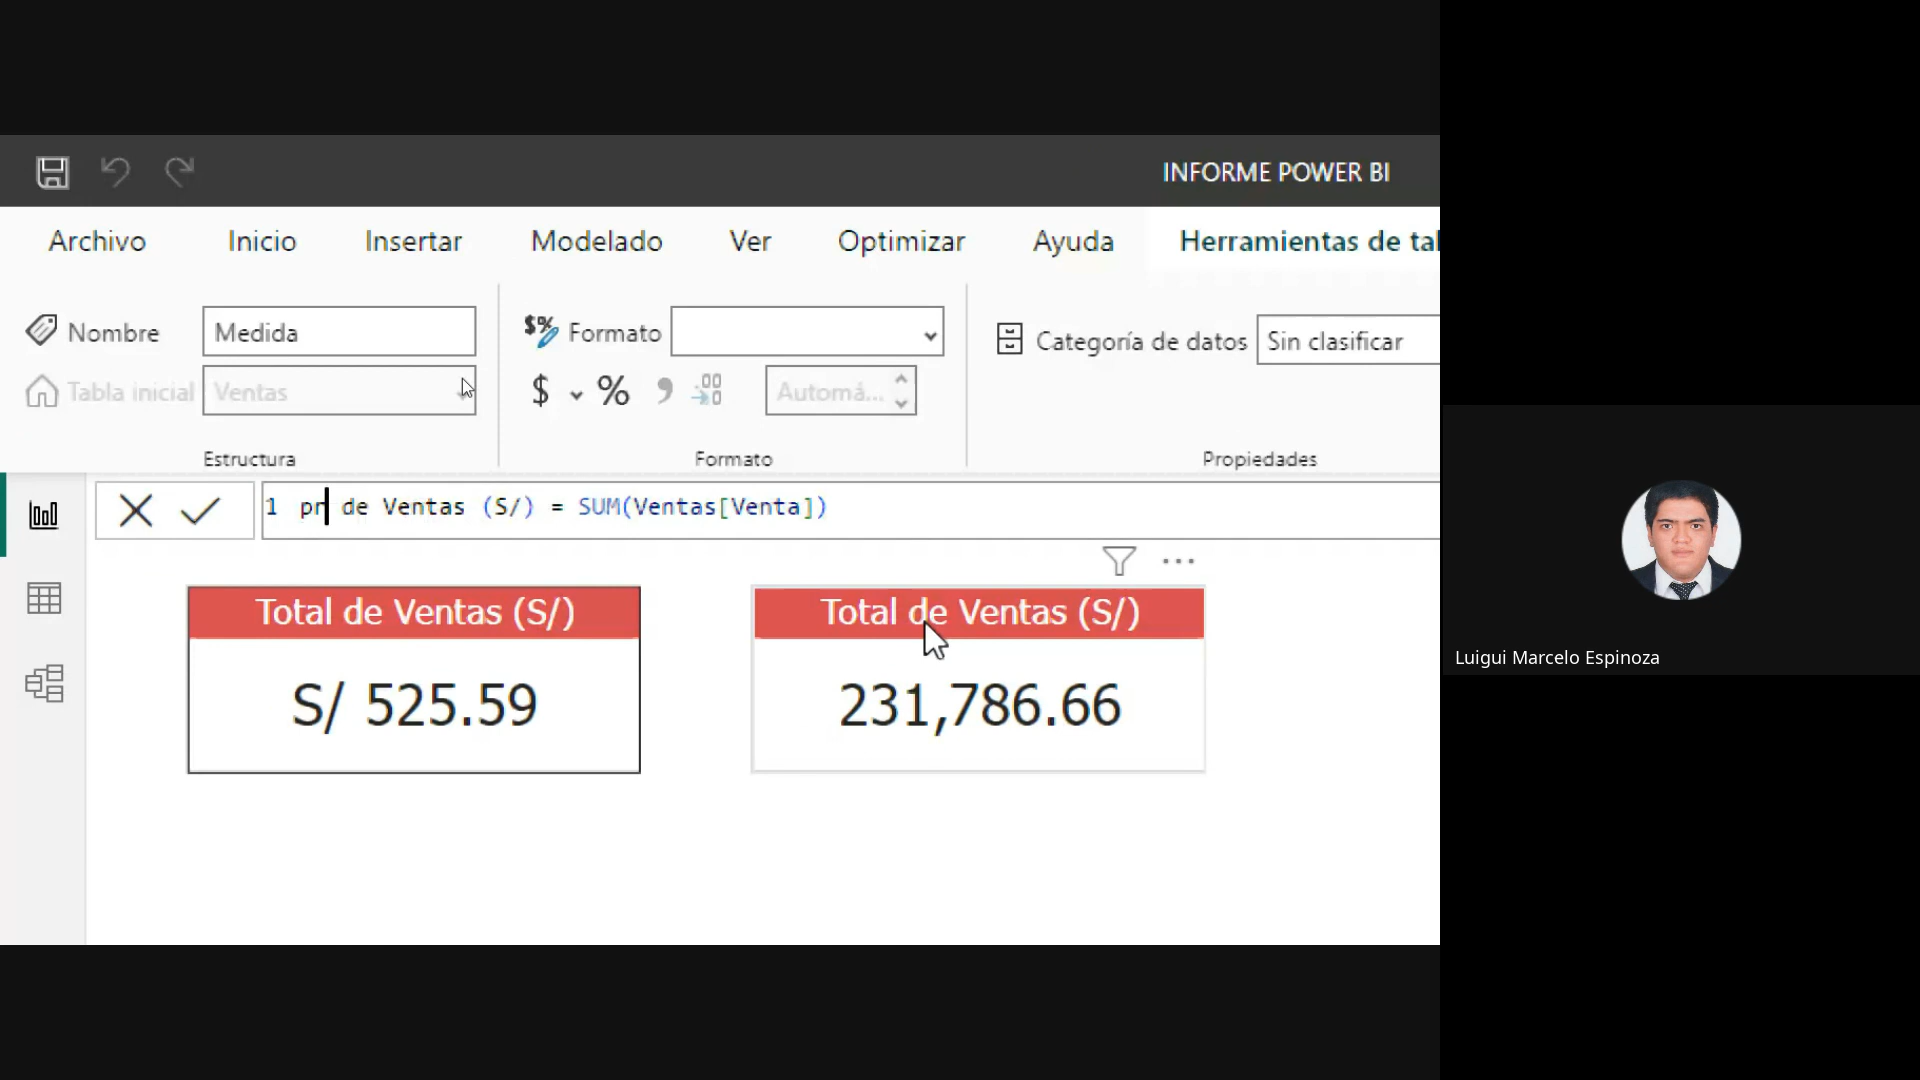 INFORME POWER BI
Archivo Inicio Insertar Modelado Ver Optimizar Ayuda Herramientas de tal
Nombre Medida $% Formato Categoría de datos Sin clasificar
Tabla inicial Ventas $ % Automá...
Estructura Formato Propiedades
1 pr de Ventas (S/) = SUM(Ventas[Venta])
Total de Ventas (S/) Total de Ventas (S/)
S/ 525.59 231,786.66
Luigui Marcelo Espinoza